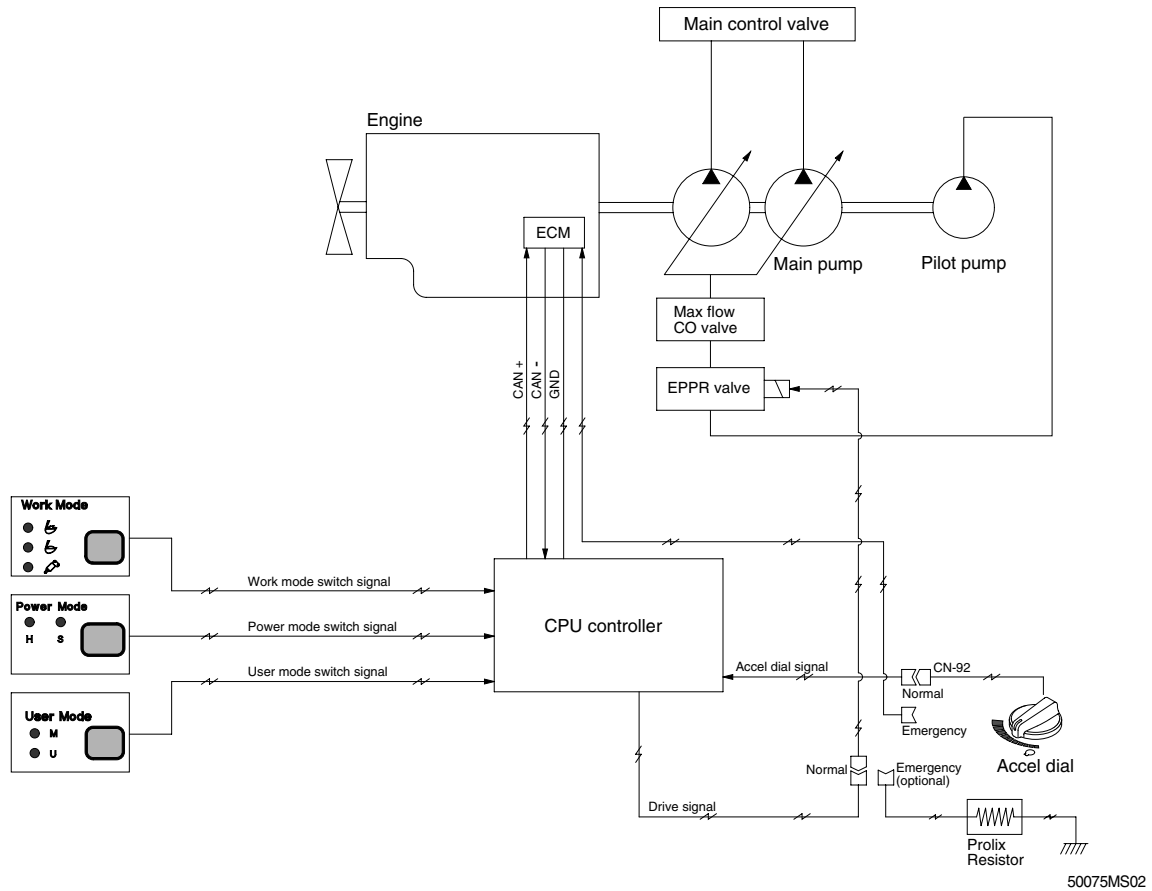 Main control valve
Engine
ECM
Main pump
Pilot pump
Max flow
CO valve
EPPR valve
CAN +
CAN -
GND
Work Mode
Work mode switch signal
Power Mode
H S
Power mode switch signal
CPU controller
User mode switch signal
User Mode
M
U
Accel dial signal
CN-92
Normal
Emergency
Accel dial
Normal
Emergency
(optional)
Drive signal
Prolix
Resistor
50075MS02